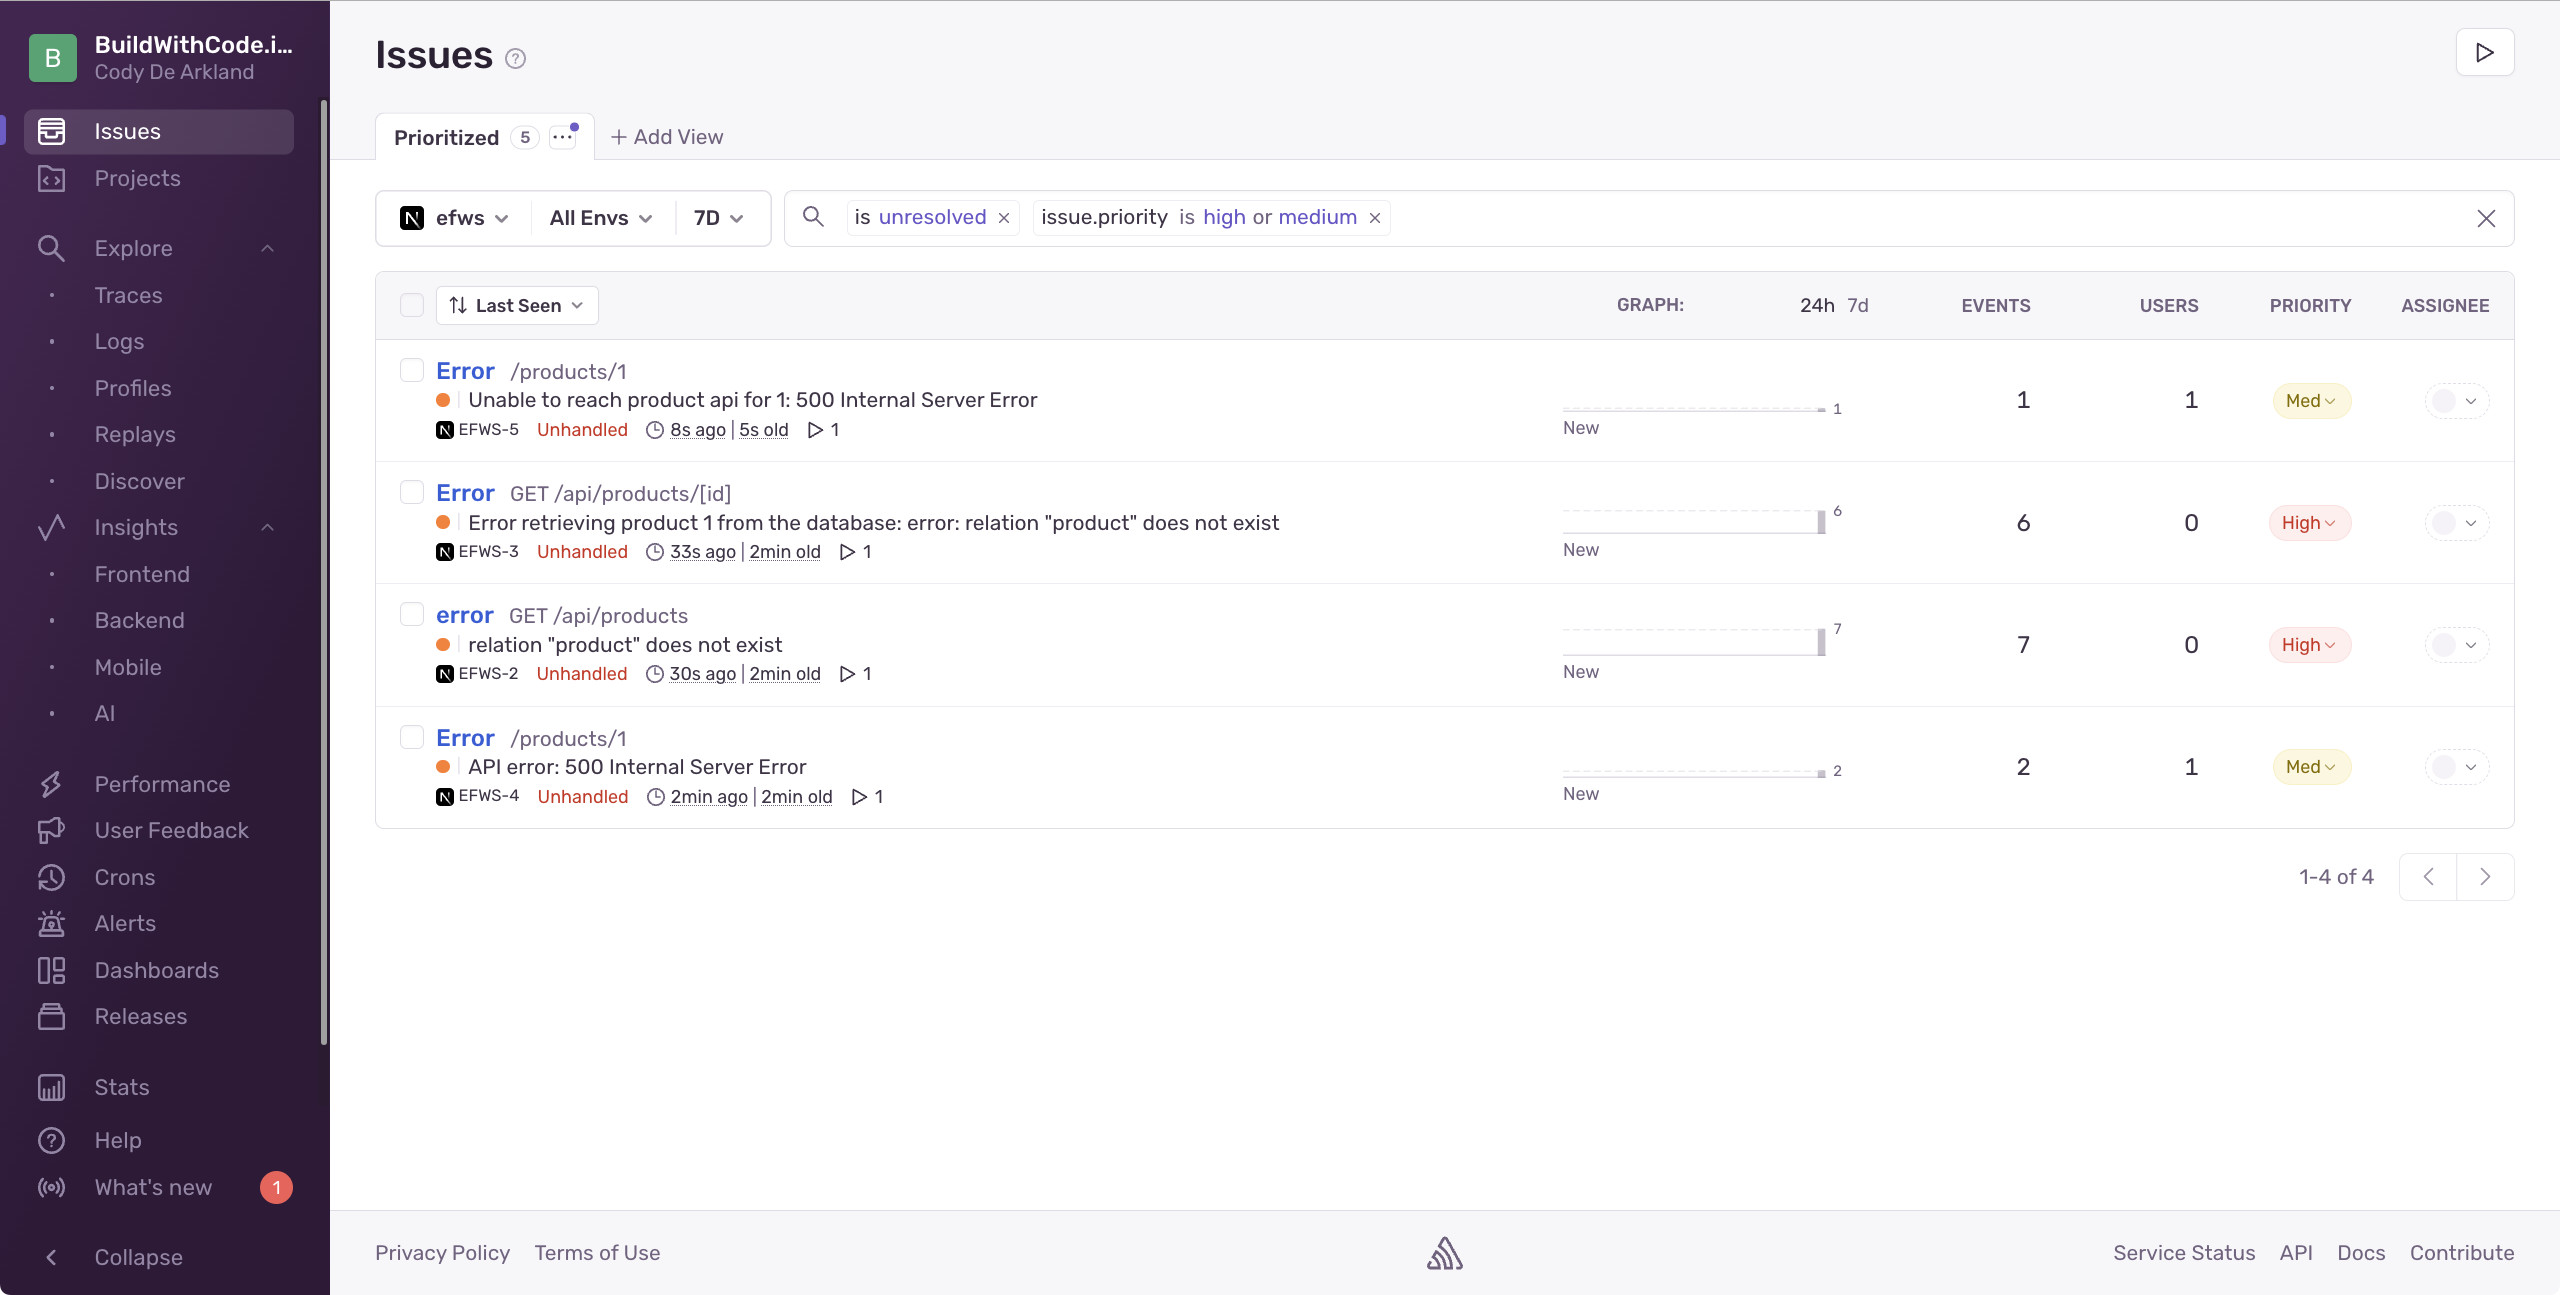 B
BuildWithCode.i...
Cody De Arkland
Issues
Projects
Explore
Traces
Logs
Profiles
Replays
Discover
Insights
Frontend
Backend
Mobile
AI
Performance
User Feedback
Crons
Alerts
Dashboards
Releases
Stats
Help
What's new 1
Collapse
Issues ?
Prioritized 5 ··· + Add View
N efws All Envs 7D
is unresolved × issue.priority is high or medium ×
Last Seen GRAPH: 24h 7d EVENTS USERS PRIORITY ASSIGNEE
Error /products/1
Unable to reach product api for 1: 500 Internal Server Error 1 1 1 Med
N EFWS-5 Unhandled 8s ago | 5s old 1 New
Error GET /api/products/[id]
Error retrieving product 1 from the database: error: relation "product" does not exist 6 6 0 High
N EFWS-3 Unhandled 33s ago | 2min old 1 New
error GET /api/products
relation "product" does not exist 7 7 0 High
N EFWS-2 Unhandled 30s ago | 2min old 1 New
Error /products/1
API error: 500 Internal Server Error 2 2 1 Med
N EFWS-4 Unhandled 2min ago | 2min old 1 New
1-4 of 4
Privacy Policy Terms of Use Service Status API Docs Contribute